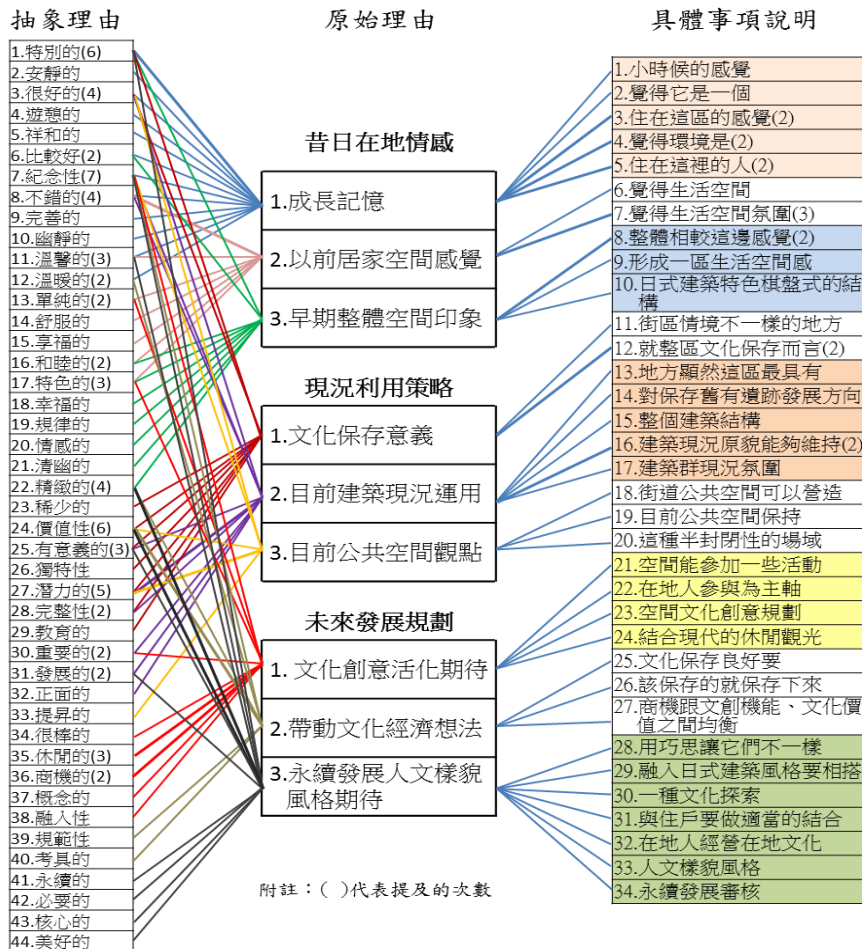 抽象理由
1.特別的(6)
2.安靜的
3.很好的(4)
4.遊憩的
5.祥和的
6.比較好(2)
7.紀念性(7)
8.不錯的(4)
9.完善的
10.幽靜的
11.溫馨的(3)
12.溫暖的(2)
13.單純的(2)
14.舒服的
15.享福的
16.和睦的(2)
17.特色的(3)
18.幸福的
19.規律的
20.情感的
21.清幽的
22.精緻的(4)
23.稀少的
24.價值性(6)
25.有意義的(3)
26.獨特性
27.潛力的(5)
28.完整性(2)
29.教育的
30.重要的(2)
31.發展的(2)
32.正面的
33.提昇的
34.很棒的
35.休閒的(3)
36.商機的(2)
37.概念的
38.融入性
39.規範性
40.考具的
41.永續的
42.必要的
43.核心的
44.美好的
原始理由
昔日在地情感
1.成長記憶
2.以前居家空間感覺
3.早期整體空間印象
現況利用策略
1.文化保存意義
2.目前建築現況運用
3.目前公共空間觀點
未來發展規劃
1. 文化創意活化期待
2.帶動文化經濟想法
3.永續發展人文樣貌
風格期待
附註：( )代表提及的次數
具體事項說明
1.小時候的感覺
2.覺得它是一個
3.住在這區的感覺(2)
4.覺得環境是(2)
5.住在這裡的人(2)
6.覺得生活空間
7.覺得生活空間氛圍(3)
8.整體相較這邊感覺(2)
9.形成一區生活空間感
10.日式建築特色棋盤式的結
構
11.街區情境不一樣的地方
12.就整區文化保存而言(2)
13.地方顯然這區最具有
14.對保存舊有遺跡發展方向
15.整個建築結構
16.建築現況原貌能夠維持(2)
17.建築群現況氛圍
18.街道公共空間可以營造
19.目前公共空間保持
20.這種半封閉性的場域
21.空間能參加一些活動
22.在地人參與為主軸
23.空間文化創意規劃
24.結合現代的休閒觀光
25.文化保存良好要
26.該保存的就保存下來
27.商機跟文創機能、文化價
值之間均衡
28.用巧思讓它們不一樣
29.融入日式建築風格要相搭
30.一種文化探索
31.與住戶要做適當的結合
32.在地人經營在地文化
33.人文樣貌風格
34.永續發展審核